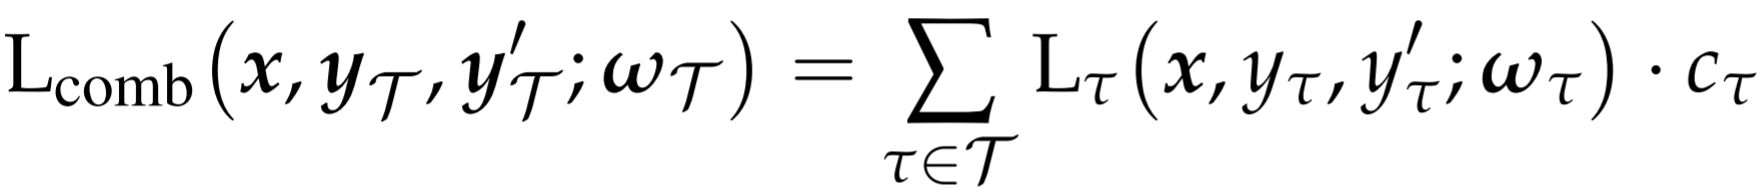 L_comb(x, y_𝒯, y′_𝒯; ω_𝒯) = ∑_{τ∈𝒯} L_τ(x, y_τ, y′_τ; ω_τ) · c_τ